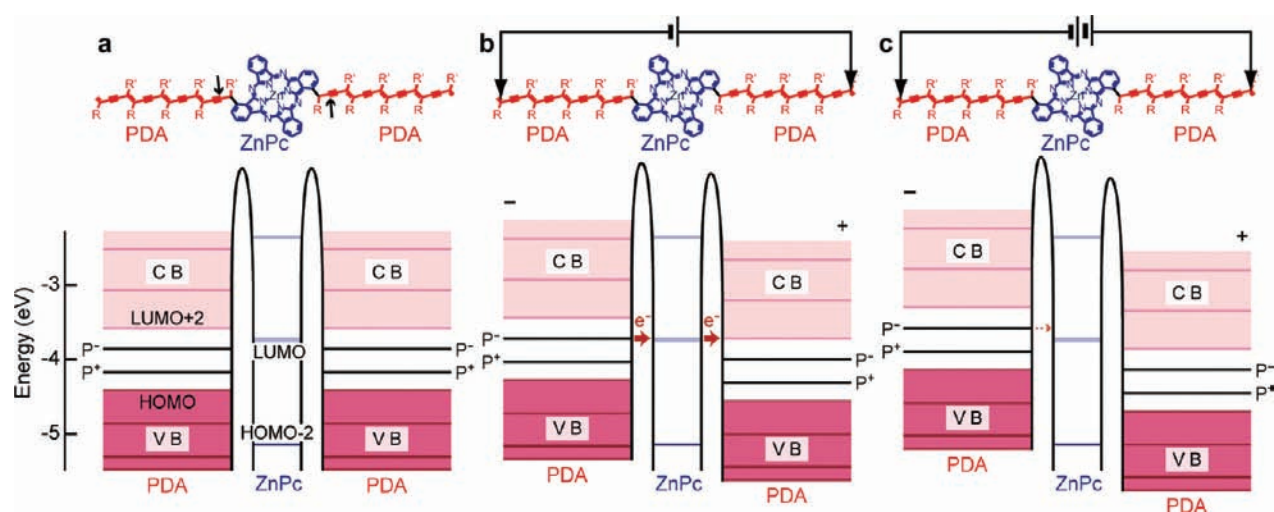 a
b
c
R' R' R' R' R' R' R' R'
R R R R R R R R
N
Zn
PDA ZnPc PDA
PDA ZnPc PDA
PDA ZnPc PDA
Energy (eV)
-3
-4
-5
CB CB
LUMO+2
P⁻ LUMO P⁻
P⁺ P⁺
HOMO
HOMO-2
VB VB
PDA ZnPc PDA
− +
CB CB
e⁻ e⁻
P⁻ P⁻
P⁺ P⁺
VB VB
PDA ZnPc PDA
− +
CB CB
P⁻ P⁻
P⁺ P⁺
VB VB
PDA ZnPc PDA